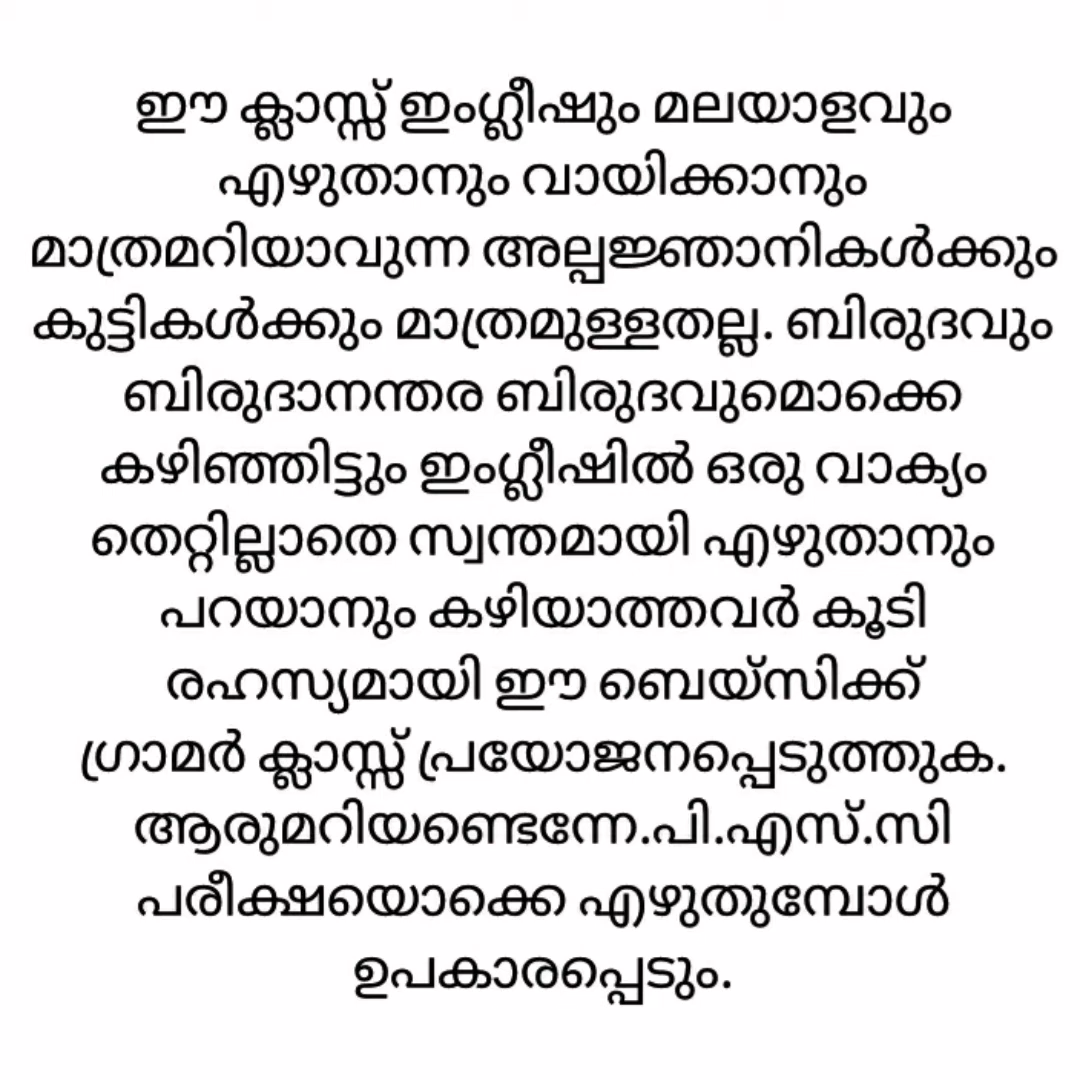 ഈ ക്ലാസ്സ് ഇംഗ്ലീഷും മലയാളവും
എഴുതാനും വായിക്കാനും
മാത്രമറിയാവുന്ന അല്പജ്ഞാനികൾക്കും
കുട്ടികൾക്കും മാത്രമുള്ളതല്ല. ബിരുദവും
ബിരുദാനന്തര ബിരുദവുമൊക്കെ
കഴിഞ്ഞിട്ടും ഇംഗ്ലീഷിൽ ഒരു വാക്യം
തെറ്റില്ലാതെ സ്വന്തമായി എഴുതാനും
പറയാനും കഴിയാത്തവർ കൂടി
രഹസ്യമായി ഈ ബെയ്സിക്ക്
ഗ്രാമർ ക്ലാസ്സ് പ്രയോജനപ്പെടുത്തുക.
ആരുമറിയണ്ടെന്നേ.പി.എസ്.സി
പരീക്ഷയൊക്കെ എഴുതുമ്പോൾ
ഉപകാരപ്പെടും.